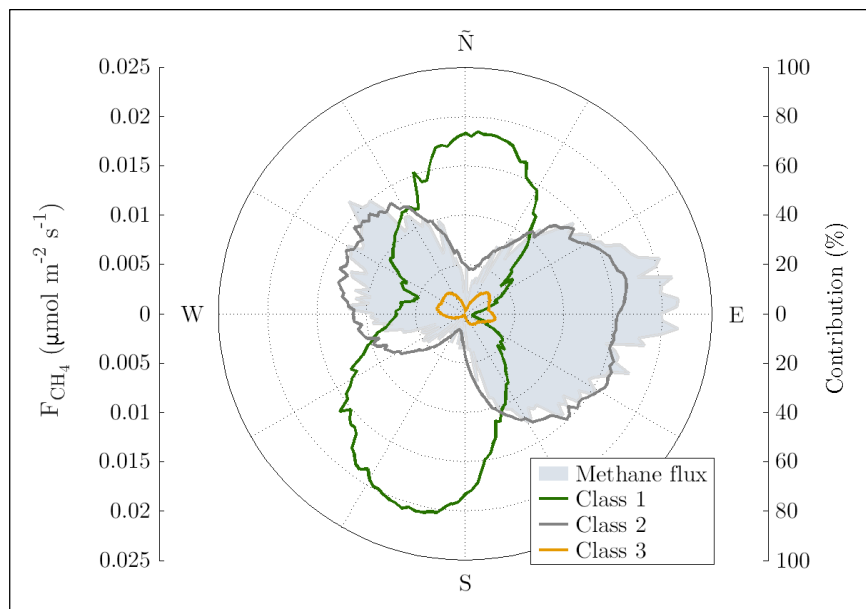 Ñ
0.025
0.02
0.015
0.01
0.005
0
0.005
0.01
0.015
0.02
0.025
F_CH4 (μmol m⁻² s⁻¹)
W
E
S
100
80
60
40
20
0
20
40
60
80
100
Contribution (%)
Methane flux
Class 1
Class 2
Class 3